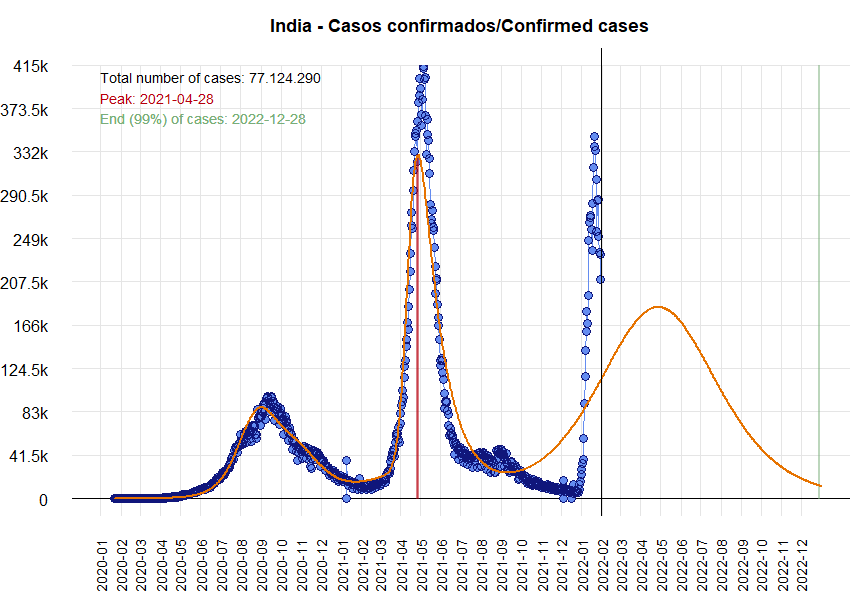 India - Casos confirmados/Confirmed cases
415k
Total number of cases: 77.124.290
Peak: 2021-04-28
373.5k
End (99%) of cases: 2022-12-28
332k
290.5k
249k
207.5k
166k
124.5k
83k
41.5k
0
2020-01
2020-02
2020-03
2020-04
2020-05
2020-06
2020-07
2020-08
2020-09
2020-10
2020-11
2020-12
2021-01
2021-02
2021-03
2021-04
2021-05
2021-06
2021-07
2021-08
2021-09
2021-10
2021-11
2021-12
2022-01
2022-02
2022-03
2022-04
2022-05
2022-06
2022-07
2022-08
2022-09
2022-10
2022-11
2022-12